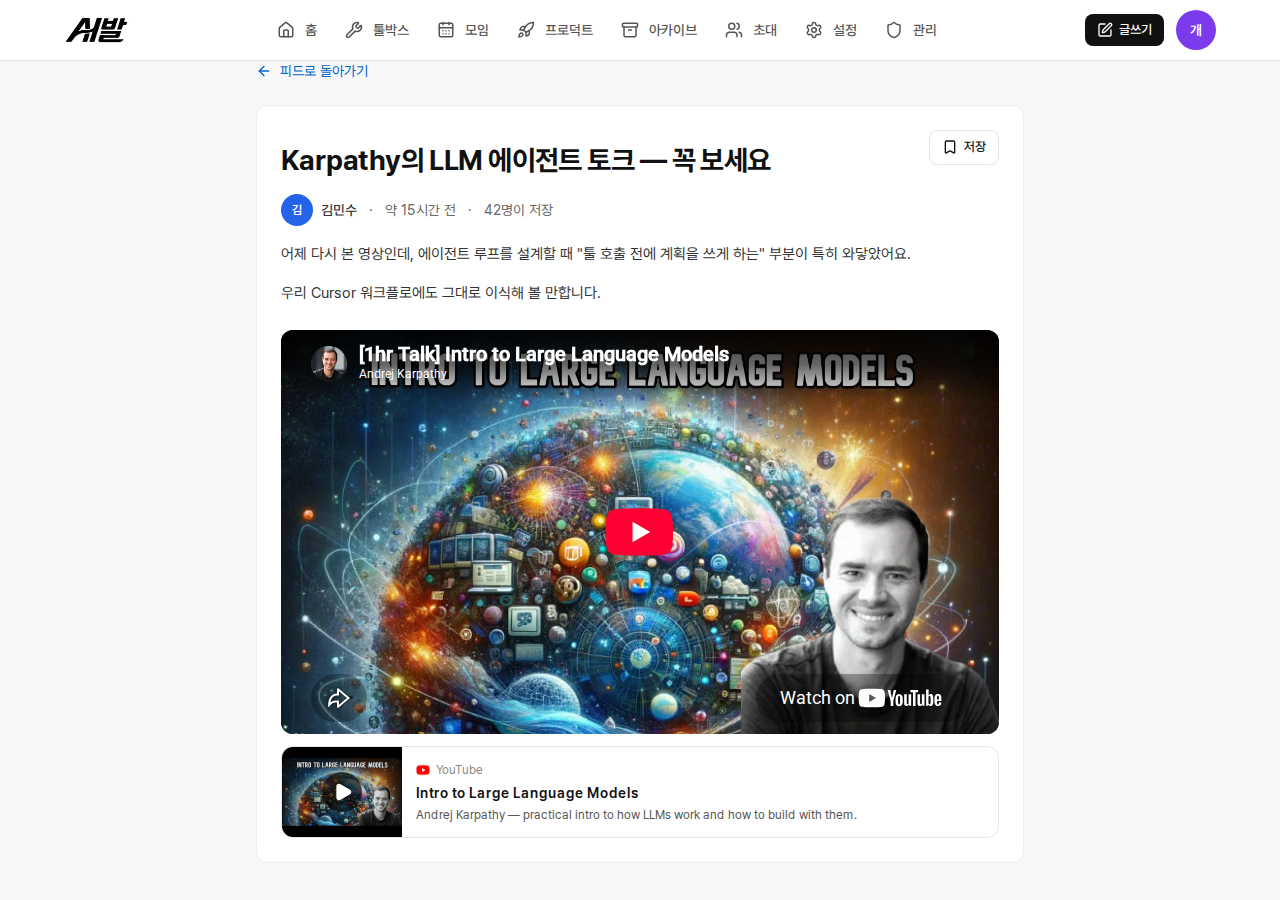 AI발
홈
툴박스
모임
프로덕트
아카이브
초대
설정
관리
글쓰기
개
피드로 돌아가기
Karpathy의 LLM 에이전트 토크 — 꼭 보세요
저장
김
김민수 · 약 15시간 전 · 42명이 저장
어제 다시 본 영상인데, 에이전트 루프를 설계할 때 "툴 호출 전에 계획을 쓰게 하는" 부분이 특히 와닿았어요.
우리 Cursor 워크플로에도 그대로 이식해 볼 만합니다.
[1hr Talk] Intro to Large Language Models
INTRO TO LARGE LANGUAGE MODELS
Andrej Karpathy
Watch on YouTube
INTRO TO LARGE LANGUAGE MODELS
YouTube
Intro to Large Language Models
Andrej Karpathy — practical intro to how LLMs work and how to build with them.